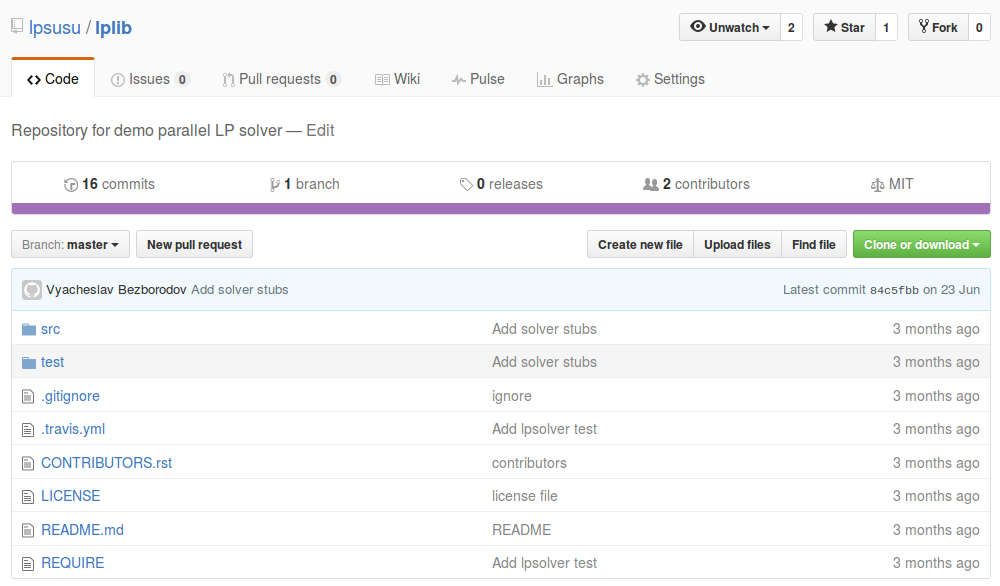 lpsusu / lplib
Unwatch 2 Star 1 Fork 0
Code Issues 0 Pull requests 0 Wiki Pulse Graphs Settings
Repository for demo parallel LP solver — Edit
16 commits 1 branch 0 releases 2 contributors MIT
Branch: master New pull request Create new file Upload files Find file Clone or download
Vyacheslav Bezborodov Add solver stubs Latest commit 84c5fbb on 23 Jun
src Add solver stubs 3 months ago
test Add solver stubs 3 months ago
.gitignore ignore 3 months ago
.travis.yml Add lpsolver test 3 months ago
CONTRIBUTORS.rst contributors 3 months ago
LICENSE license file 3 months ago
README.md README 3 months ago
REQUIRE Add lpsolver test 3 months ago